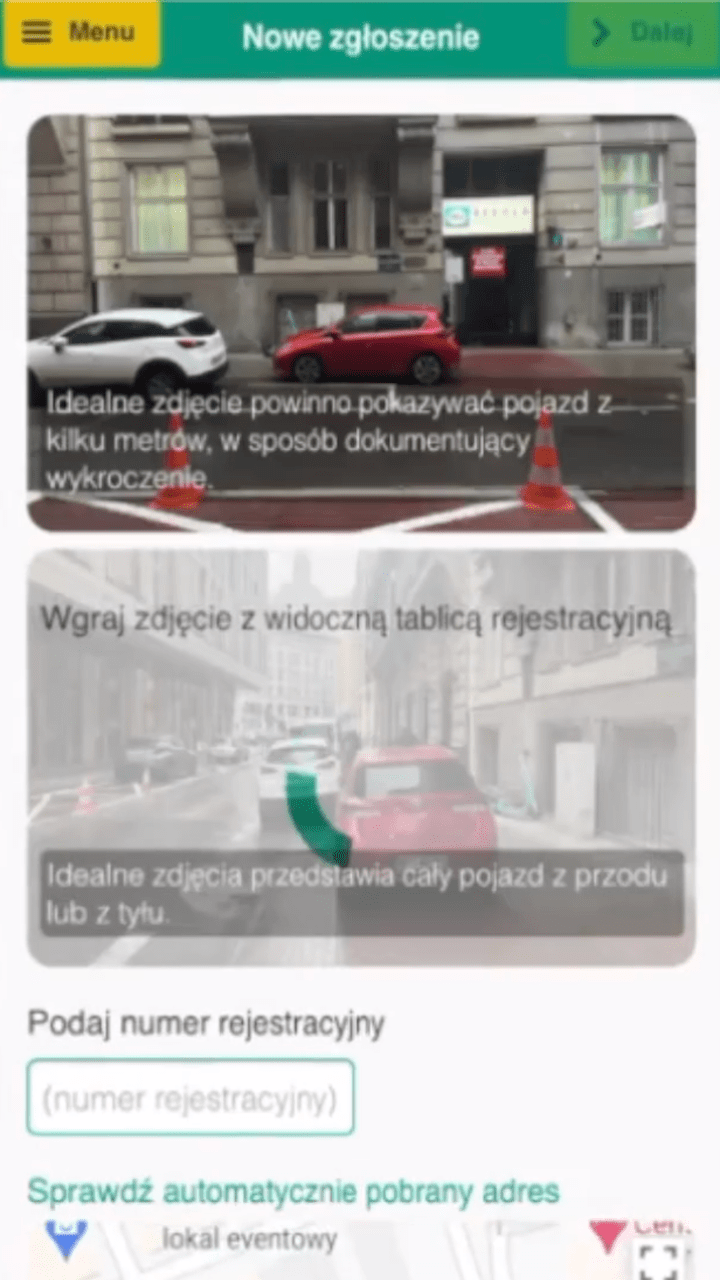 Menu
Nowe zgłoszenie
Dalej
Idealne zdjęcie powinno pokazywać pojazd z
kilku metrów, w sposób dokumentujący
wykroczenie.
Wgraj zdjęcie z widoczną tablicą rejestracyjną
Idealne zdjęcia przedstawia cały pojazd z przodu
lub z tyłu.
Podaj numer rejestracyjny
(numer rejestracyjny)
Sprawdź automatycznie pobrany adres
lokal eventowy